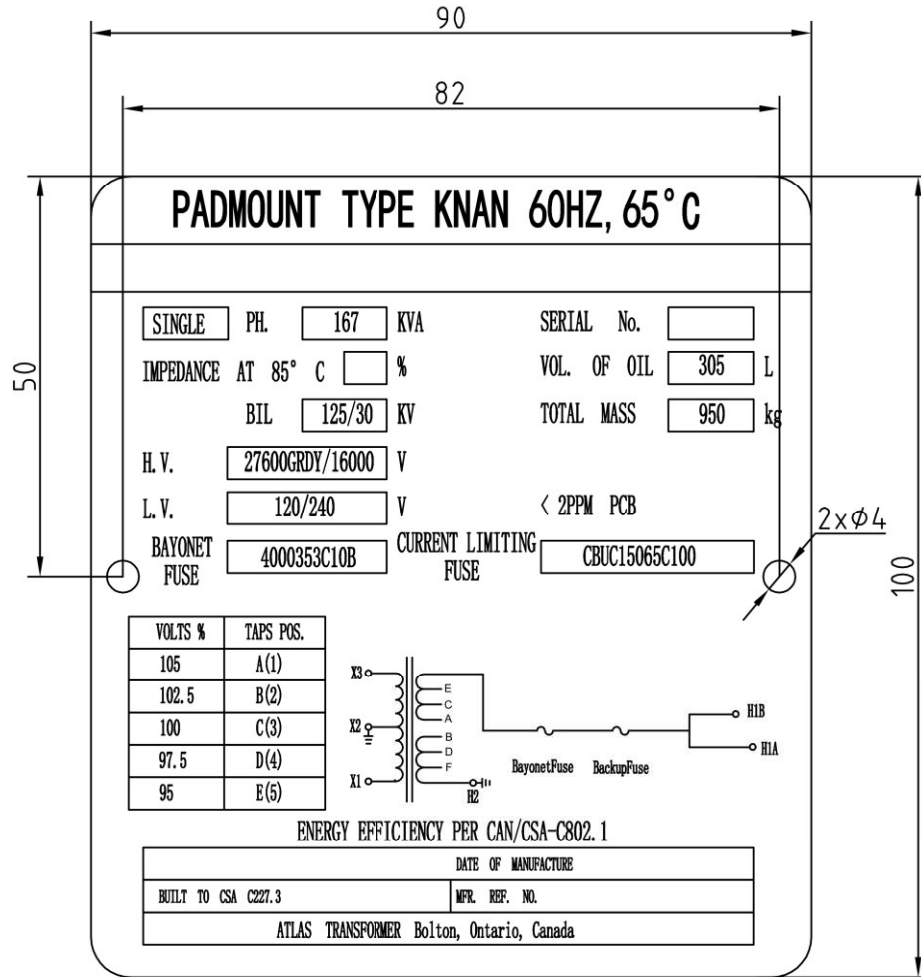 90
82
PADMOUNT TYPE KNAN 60HZ, 65°C
SINGLE PH. 167 KVA SERIAL No.
IMPEDANCE AT 85° C % VOL. OF OIL 305 L
50
BIL 125/30 KV TOTAL MASS 950 kg
H.V. 27600GRDY/16000 V
L.V. 120/240 V < 2PPM PCB
2xΦ4
BAYONET FUSE 4000353C10B CURRENT LIMITING FUSE CBUC15065C100
100
VOLTS % TAPS POS.
105 A(1)
102.5 B(2)
100 C(3)
97.5 D(4)
95 E(5)
X3
E
C
A
X2
B
D
F
X1
H2
BayonetFuse BackupFuse
H1B
H1A
ENERGY EFFICIENCY PER CAN/CSA-C802.1
DATE OF MANUFACTURE
BUILT TO CSA C227.3 MFR. REF. NO.
ATLAS TRANSFORMER Bolton, Ontario, Canada